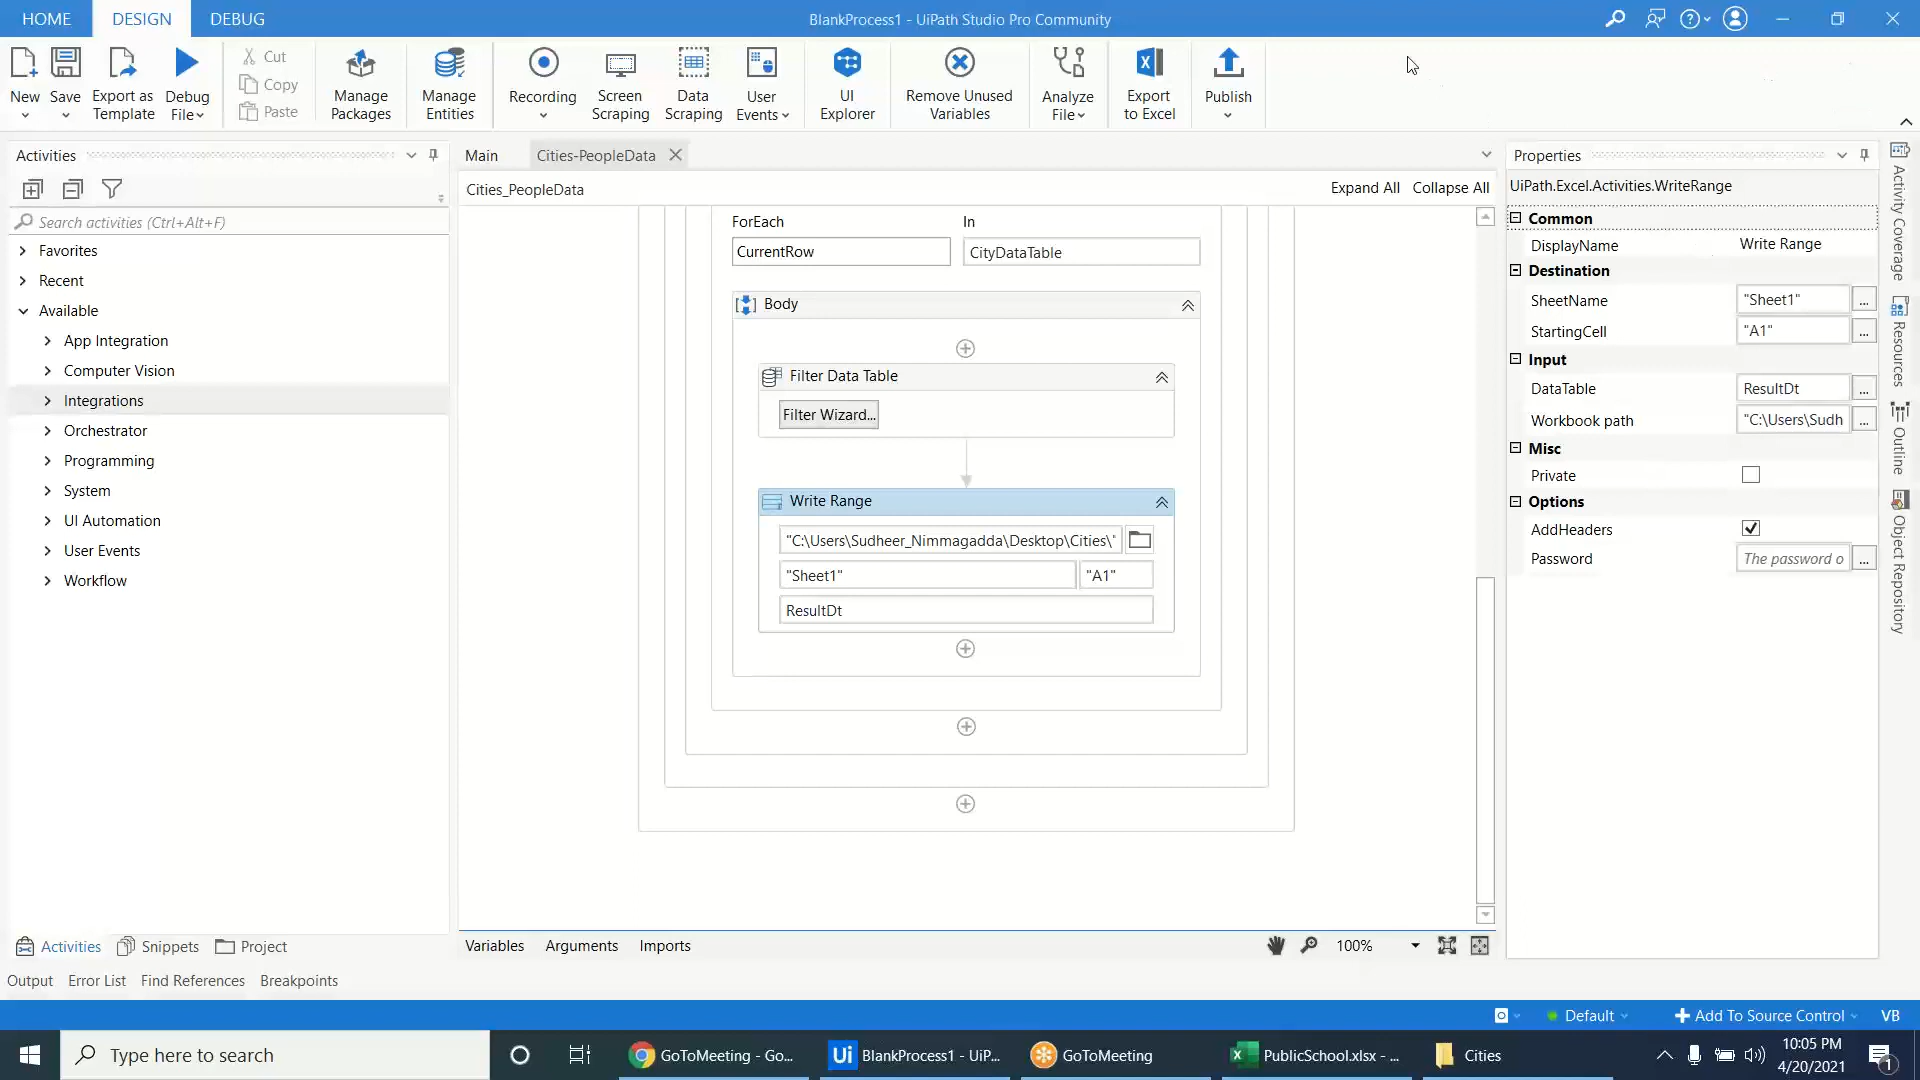 HOME DESIGN DEBUG
BlankProcess1 - UiPath Studio Pro Community
New
Save
Export as Template
Debug File
Cut
Copy
Paste
Manage Packages
Manage Entities
Recording
Screen Scraping
Data Scraping
User Events
UI Explorer
Remove Unused Variables
Analyze File
Export to Excel
Publish
Activities
Search activities (Ctrl+Alt+F)
Favorites
Recent
Available
App Integration
Computer Vision
Integrations
Orchestrator
Programming
System
UI Automation
User Events
Workflow
Activities Snippets Project
Main Cities-PeopleData
Cities_PeopleData Expand All Collapse All
ForEach In
CurrentRow CityDataTable
Body
Filter Data Table
Filter Wizard...
Write Range
"C:\Users\Sudheer_Nimmagadda\Desktop\Cities\"
"Sheet1" "A1"
ResultDt
Variables Arguments Imports 100%
Properties
UiPath.Excel.Activities.WriteRange
Common
DisplayName Write Range
Destination
SheetName "Sheet1" ...
StartingCell "A1" ...
Input
DataTable ResultDt ...
Workbook path "C:\Users\Sudh ...
Misc
Private
Options
AddHeaders
Password The password o ...
Activity Coverage
Resources
Outline
Object Repository
Output Error List Find References Breakpoints
Default Add To Source Control VB
Type here to search
GoToMeeting - Go...
Ui BlankProcess1 - UiP...
GoToMeeting
PublicSchool.xlsx - ...
Cities
10:05 PM
4/20/2021
1